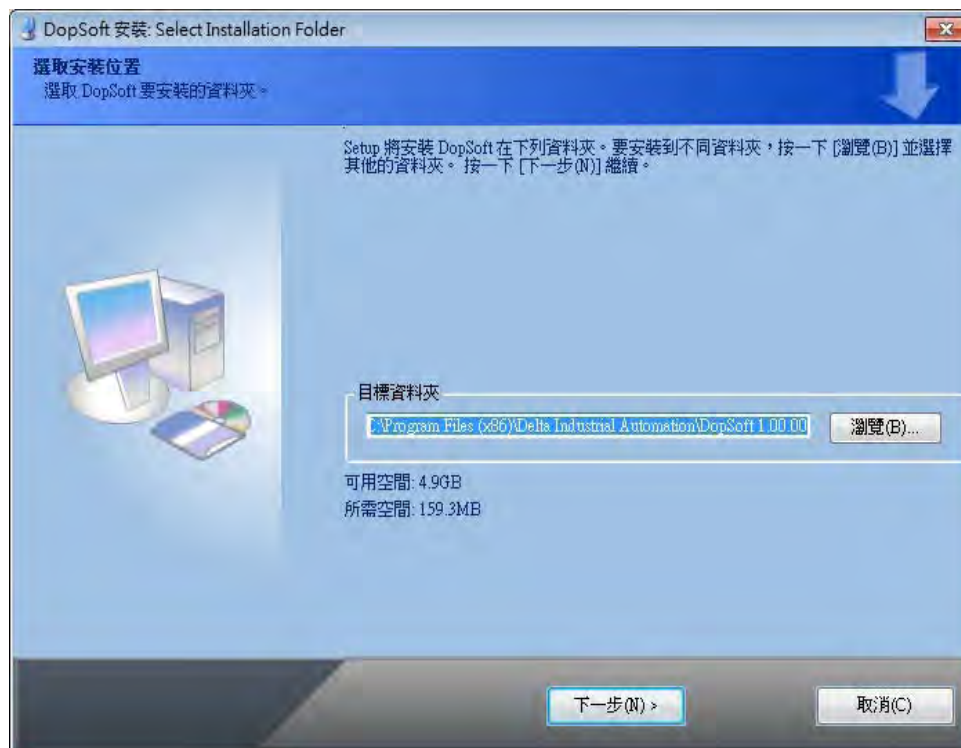 DopSoft 安裝: Select Installation Folder
選取安裝位置
選取 DopSoft 要安裝的資料夾。
Setup 將安裝 DopSoft 在下列資料夾。要安裝到不同資料夾，按一下 [瀏覽(B)] 並選擇
其他的資料夾。 按一下 [下一步(N)] 繼續。
目標資料夾
C:\Program Files (x86)\Delta Industrial Automation\DopSoft 1.00.00
瀏覽(B)...
可用空間: 4.9GB
所需空間: 159.3MB
下一步(N) >
取消(C)